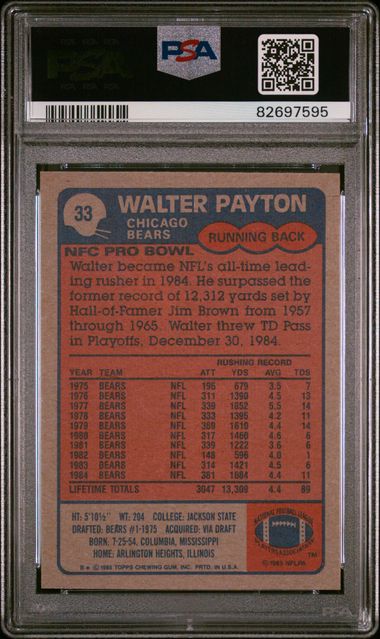 PSA
PSA
82697595
33
WALTER PAYTON
CHICAGO
BEARS
RUNNING BACK
NFC PRO BOWL
Walter became NFL's all-time lead-
ing rusher in 1984. He surpassed the
former record of 12,312 yards set by
Hall-of-Famer Jim Brown from 1957
through 1965. Walter threw TD Pass
in Playoffs, December 30, 1984.
RUSHING RECORD
YEAR TEAM ATT YDS AVG TDS
1975 BEARS NFL 196 679 3.5 7
1976 BEARS NFL 311 1390 4.5 13
1977 BEARS NFL 339 1852 5.5 14
1978 BEARS NFL 333 1395 4.2 11
1979 BEARS NFL 369 1610 4.4 14
1980 BEARS NFL 317 1460 4.6 6
1981 BEARS NFL 339 1222 3.6 6
1982 BEARS NFL 148 596 4.0 1
1983 BEARS NFL 314 1421 4.5 6
1984 BEARS NFL 381 1684 4.4 11
LIFETIME TOTALS 3047 13,309 4.4 89
HT: 5'10½" WT: 204 COLLEGE: JACKSON STATE
DRAFTED: BEARS #1-1975 ACQUIRED: VIA DRAFT
BORN: 7-25-54, COLUMBIA, MISSISSIPPI
HOME: ARLINGTON HEIGHTS, ILLINOIS
© 1985 TOPPS CHEWING GUM, INC. PRTD. IN U.S.A.
NATIONAL FOOTBALL LEAGUE
PLAYERS ASSOCIATION
TM
© 1985 NFLPA
PSA